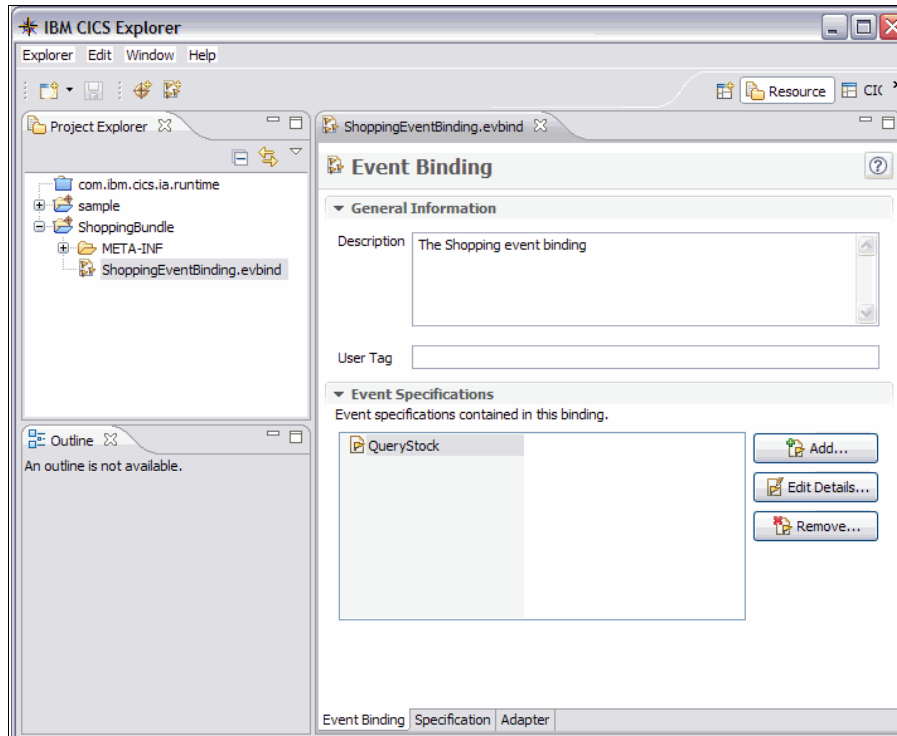 IBM CICS Explorer
Explorer Edit Window Help
Resource CIC
Project Explorer
com.ibm.cics.ia.runtime
sample
ShoppingBundle
META-INF
ShoppingEventBinding.evbind
Outline
An outline is not available.
ShoppingEventBinding.evbind
Event Binding
General Information
Description The Shopping event binding
User Tag
Event Specifications
Event specifications contained in this binding.
QueryStock
Add...
Edit Details...
Remove...
Event Binding Specification Adapter